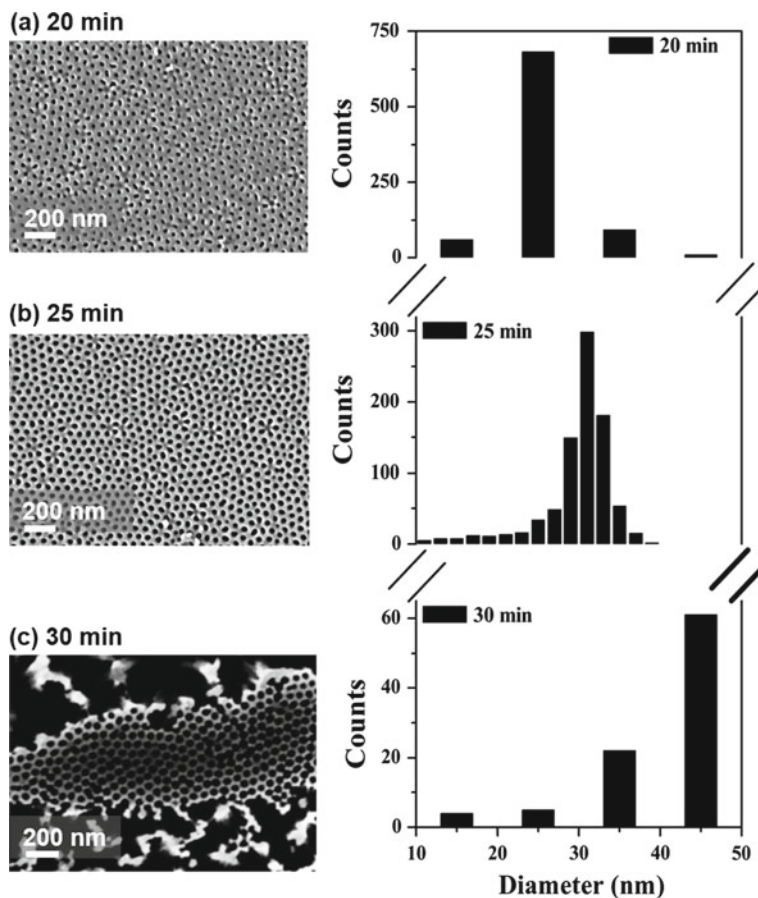 (a) 20 min
200 nm
750
500
250
0
Counts
20 min
(b) 25 min
200 nm
300
200
100
0
Counts
25 min
(c) 30 min
200 nm
60
40
20
0
Counts
30 min
10 20 30 40 50
Diameter (nm)